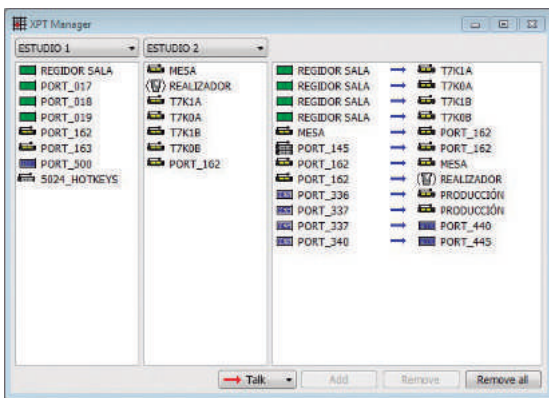 XPT Manager
ESTUDIO 1
ESTUDIO 2
REGIDOR SALA
PORT_017
PORT_018
PORT_019
PORT_162
PORT_163
PORT_500
5024_HOTKEYS
MESA
REALIZADOR
T7K1A
T7K0A
T7K1B
T7K0B
PORT_162
REGIDOR SALA → T7K1A
REGIDOR SALA → T7K0A
REGIDOR SALA → T7K1B
REGIDOR SALA → T7K0B
MESA → PORT_162
PORT_145 → PORT_162
PORT_162 → MESA
PORT_162 → REALIZADOR
PORT_336 → PRODUCCIÓN
PORT_337 → PRODUCCIÓN
PORT_337 → PORT_440
PORT_340 → PORT_445
Talk Add Remove Remove all